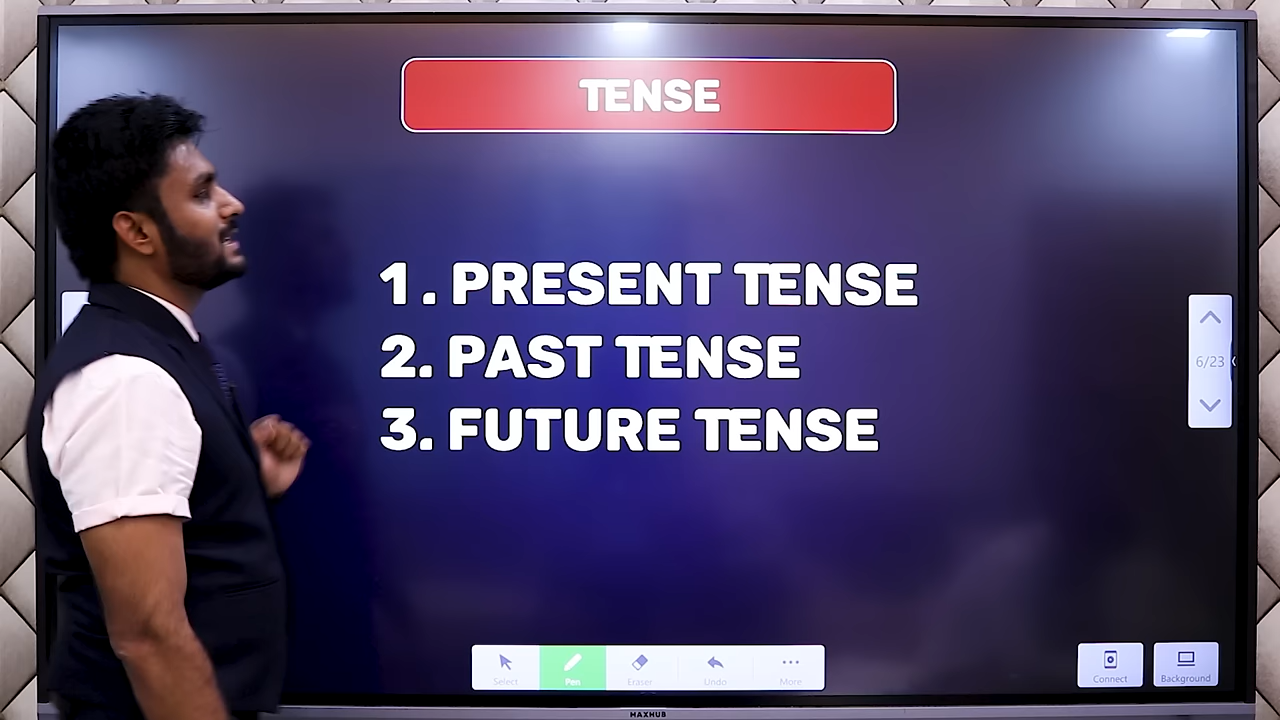 TENSE
1. PRESENT TENSE
2. PAST TENSE
3. FUTURE TENSE
6/23
Select
Pen
Eraser
Undo
More
Connect
Background
MAXHUB